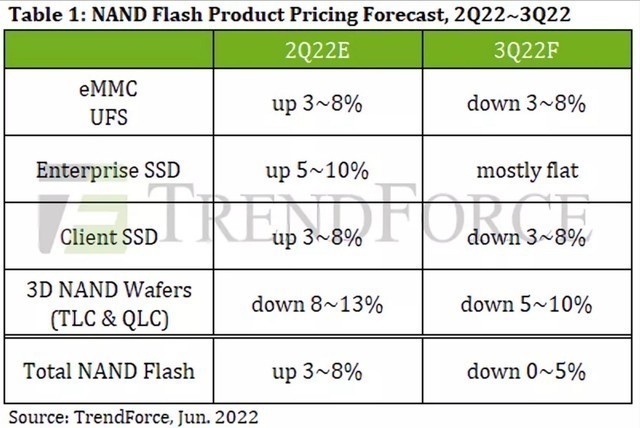 Table 1: NAND Flash Product Pricing Forecast, 2Q22~3Q22
2Q22E 3Q22F
eMMC
UFS
up 3~8% down 3~8%
Enterprise SSD up 5~10% mostly flat
TRENDFORCE
Client SSD up 3~8% down 3~8%
3D NAND Wafers
(TLC & QLC)
down 8~13% down 5~10%
Total NAND Flash up 3~8% down 0~5%
Source: TrendForce, Jun. 2022